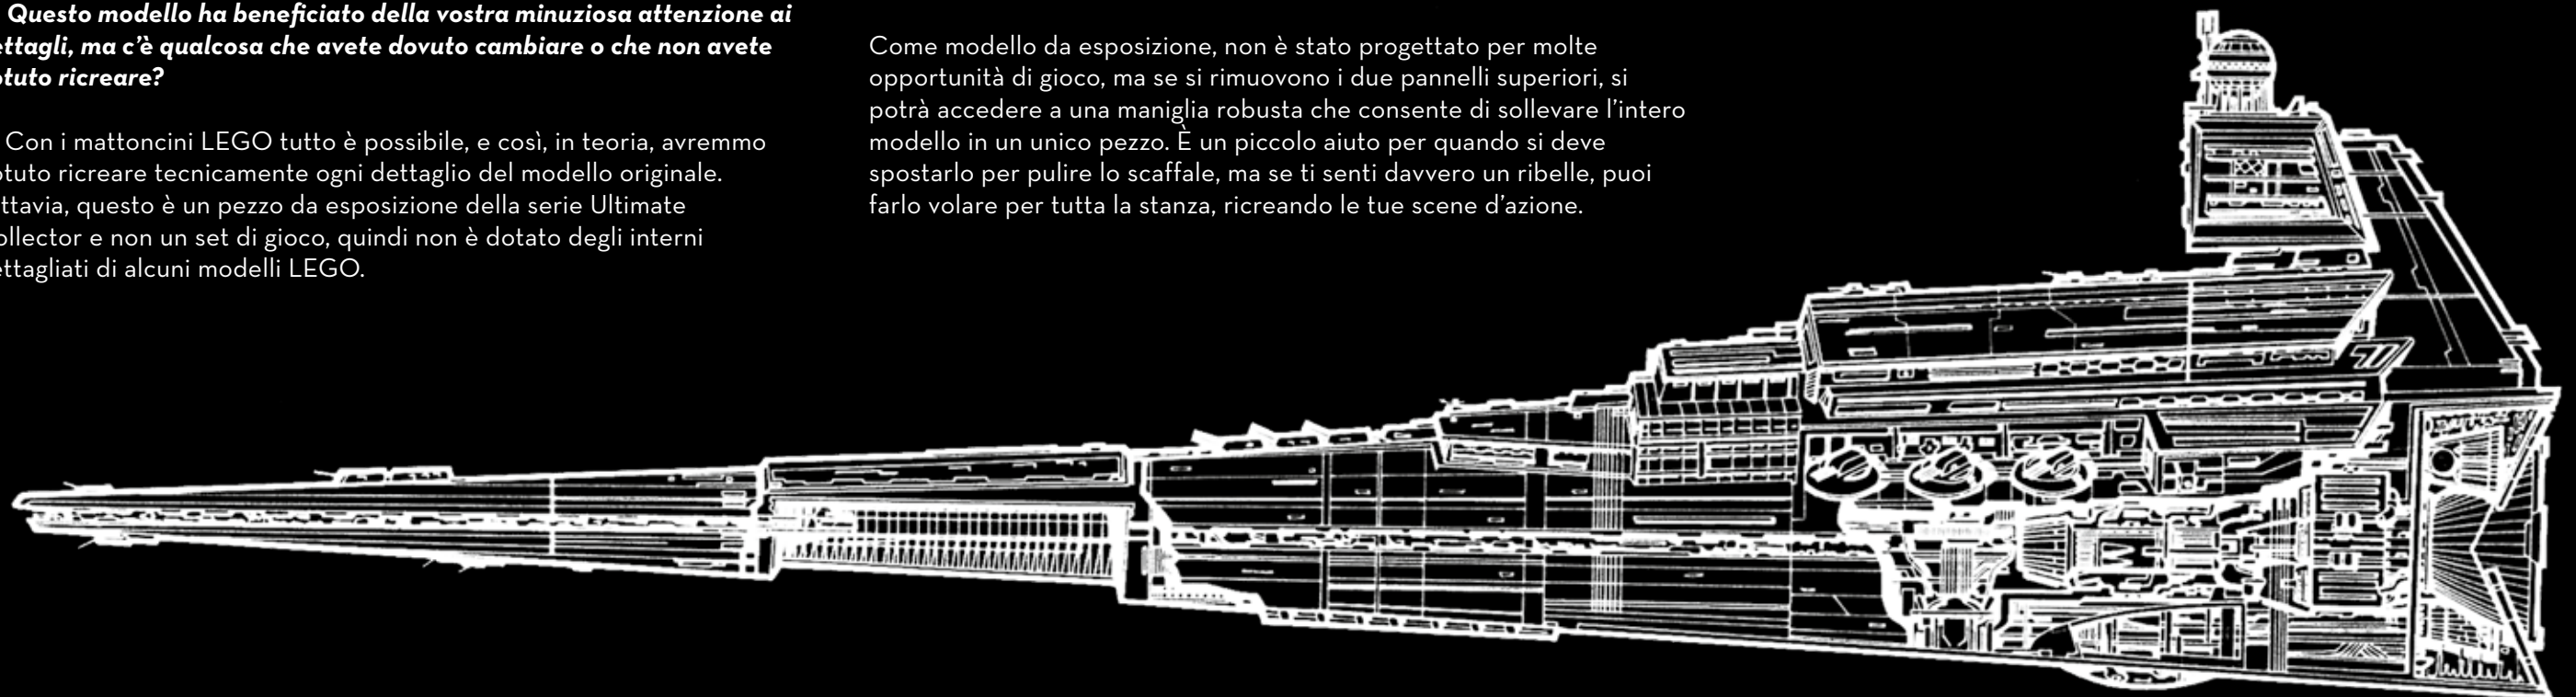 Questo modello ha beneficiato della vostra minuziosa attenzione ai
ettagli, ma c'è qualcosa che avete dovuto cambiare o che non avete
otuto ricreare?
Con i mattoncini LEGO tutto è possibile, e così, in teoria, avremmo
otuto ricreare tecnicamente ogni dettaglio del modello originale.
ttavia, questo è un pezzo da esposizione della serie Ultimate
ollector e non un set di gioco, quindi non è dotato degli interni
ettagliati di alcuni modelli LEGO.
Come modello da esposizione, non è stato progettato per molte
opportunità di gioco, ma se si rimuovono i due pannelli superiori, si
potrà accedere a una maniglia robusta che consente di sollevare l'intero
modello in un unico pezzo. È un piccolo aiuto per quando si deve
spostarlo per pulire lo scaffale, ma se ti senti davvero un ribelle, puoi
farlo volare per tutta la stanza, ricreando le tue scene d'azione.